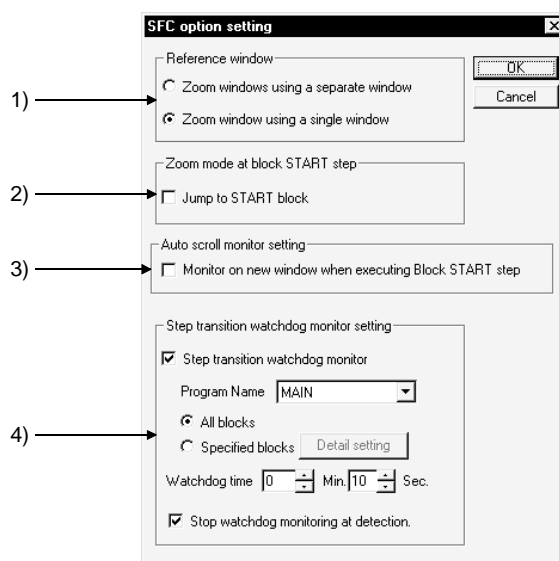 SFC option setting
Reference window
OK
1)
Zoom windows using a separate window
Cancel
Zoom window using a single window
Zoom mode at block START step
2)
Jump to START block
Auto scroll monitor setting
3)
Monitor on new window when executing Block START step
Step transition watchdog monitor setting
Step transition watchdog monitor
Program Name MAIN
All blocks
4)
Specified blocks Detail setting
Watchdog time 0 Min. 10 Sec.
Stop watchdog monitoring at detection.